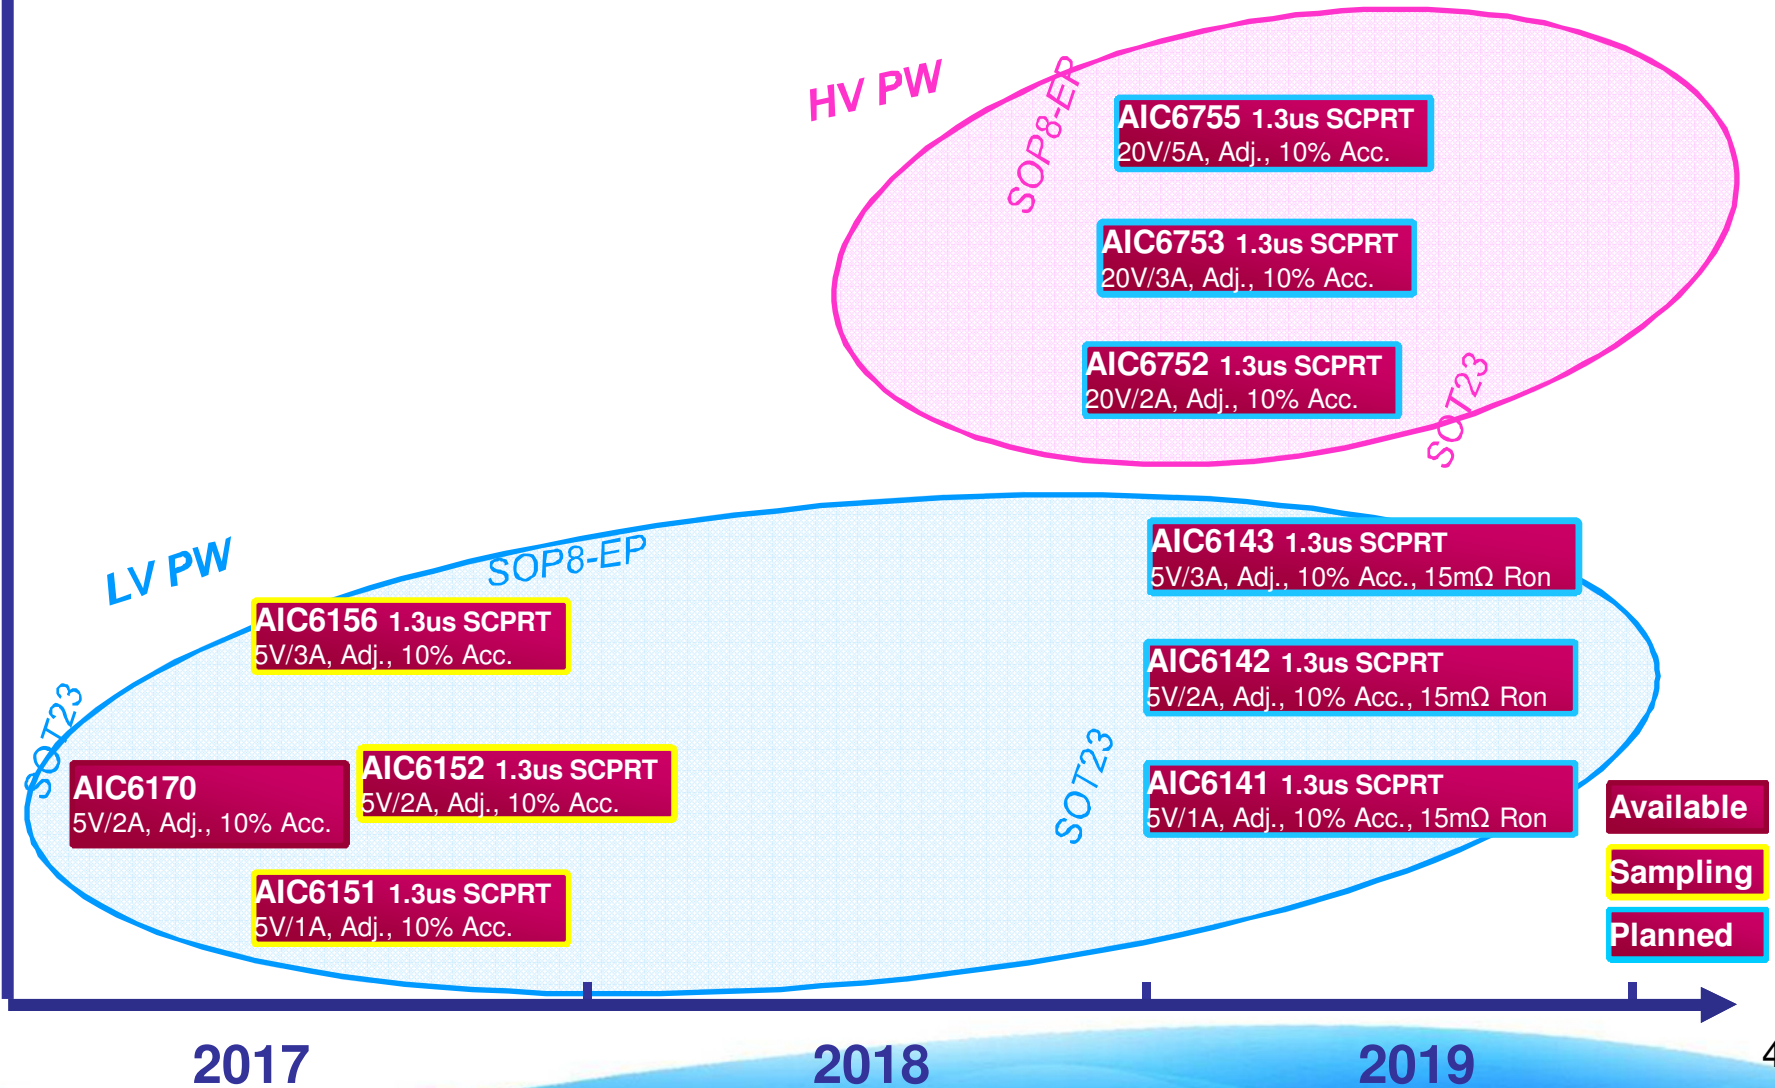 HV PW
SOP8-EP
AIC6755 1.3us SCPRT
20V/5A, Adj., 10% Acc.
AIC6753 1.3us SCPRT
20V/3A, Adj., 10% Acc.
AIC6752 1.3us SCPRT
20V/2A, Adj., 10% Acc.
SOT23
LV PW
SOP8-EP
AIC6143 1.3us SCPRT
5V/3A, Adj., 10% Acc., 15mΩ Ron
AIC6156 1.3us SCPRT
5V/3A, Adj., 10% Acc.
AIC6142 1.3us SCPRT
5V/2A, Adj., 10% Acc., 15mΩ Ron
SOT23
AIC6170
5V/2A, Adj., 10% Acc.
AIC6152 1.3us SCPRT
5V/2A, Adj., 10% Acc.
SOT23
AIC6141 1.3us SCPRT
5V/1A, Adj., 10% Acc., 15mΩ Ron
AIC6151 1.3us SCPRT
5V/1A, Adj., 10% Acc.
Available
Sampling
Planned
2017
2018
2019